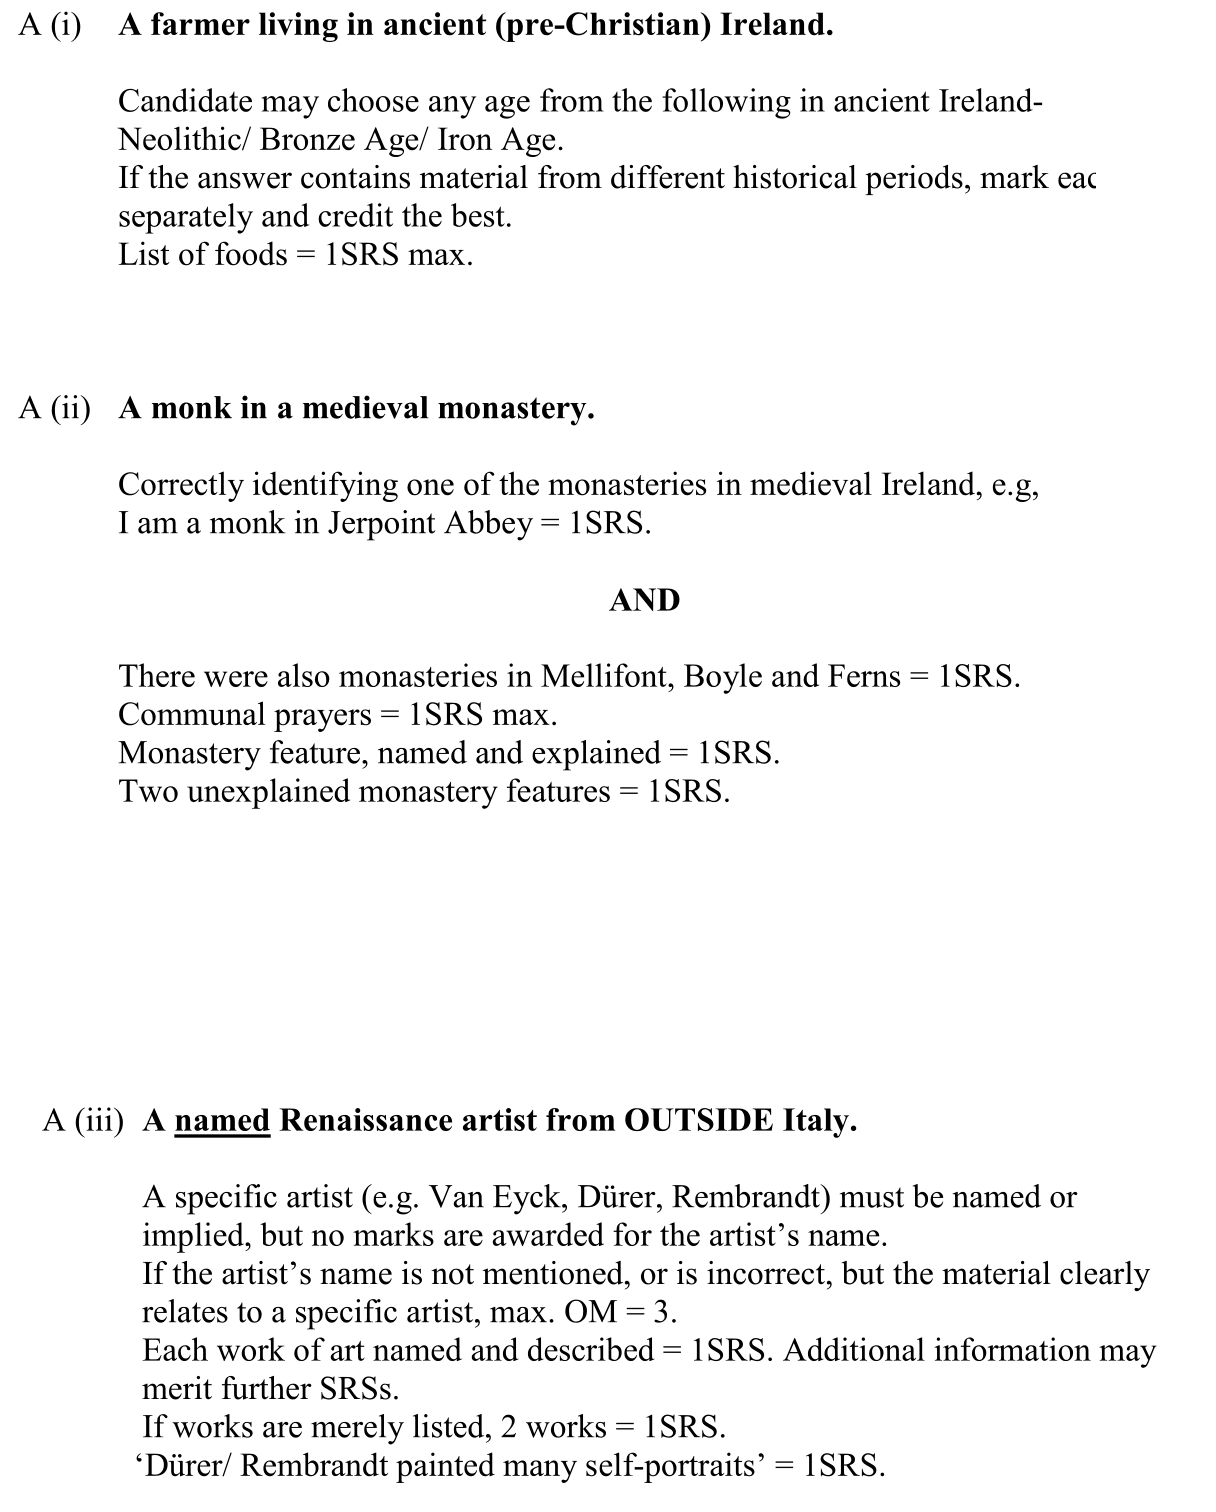 A (i) A farmer living in ancient (pre-Christian) Ireland.
Candidate may choose any age from the following in ancient Ireland-
Neolithic/ Bronze Age/ Iron Age.
If the answer contains material from different historical periods, mark eac
separately and credit the best.
List of foods = 1SRS max.
A (ii) A monk in a medieval monastery.
Correctly identifying one of the monasteries in medieval Ireland, e.g,
I am a monk in Jerpoint Abbey = 1SRS.
AND
There were also monasteries in Mellifont, Boyle and Ferns = 1SRS.
Communal prayers = 1SRS max.
Monastery feature, named and explained = 1SRS.
Two unexplained monastery features = 1SRS.
A (iii) A named Renaissance artist from OUTSIDE Italy.
A specific artist (e.g. Van Eyck, Dürer, Rembrandt) must be named or
implied, but no marks are awarded for the artist’s name.
If the artist’s name is not mentioned, or is incorrect, but the material clearly
relates to a specific artist, max. OM = 3.
Each work of art named and described = 1SRS. Additional information may
merit further SRSs.
If works are merely listed, 2 works = 1SRS.
‘Dürer/ Rembrandt painted many self-portraits’ = 1SRS.